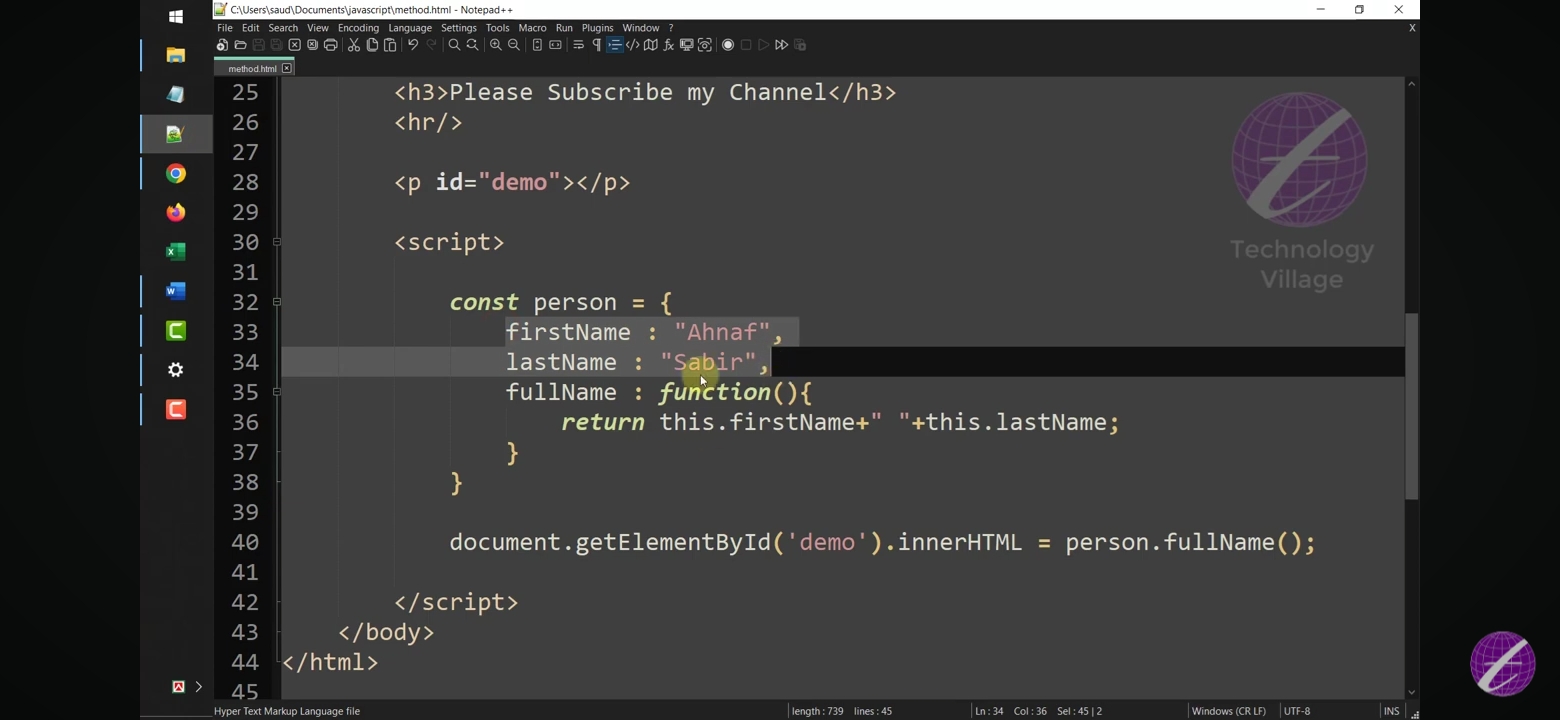 C:\Users\saud\Documents\javascript\method.html - Notepad++
File Edit Search View Encoding Language Settings Tools Macro Run Plugins Window ? X
method.html
25 <h3>Please Subscribe my Channel</h3>
26 <hr/>
27
28 <p id="demo"></p>
29
30 <script>
31
32 const person = {
33 firstName : "Ahnaf",
34 lastName : "Sabir",
35 fullName : function(){
36 return this.firstName+" "+this.lastName;
37 }
38 }
39
40 document.getElementById('demo').innerHTML = person.fullName();
41
42 </script>
43 </body>
44 </html>
45
Technology
Village
Hyper Text Markup Language file length : 739 lines : 45 Ln : 34 Col : 36 Sel : 45 | 2 Windows (CR LF) UTF-8 INS